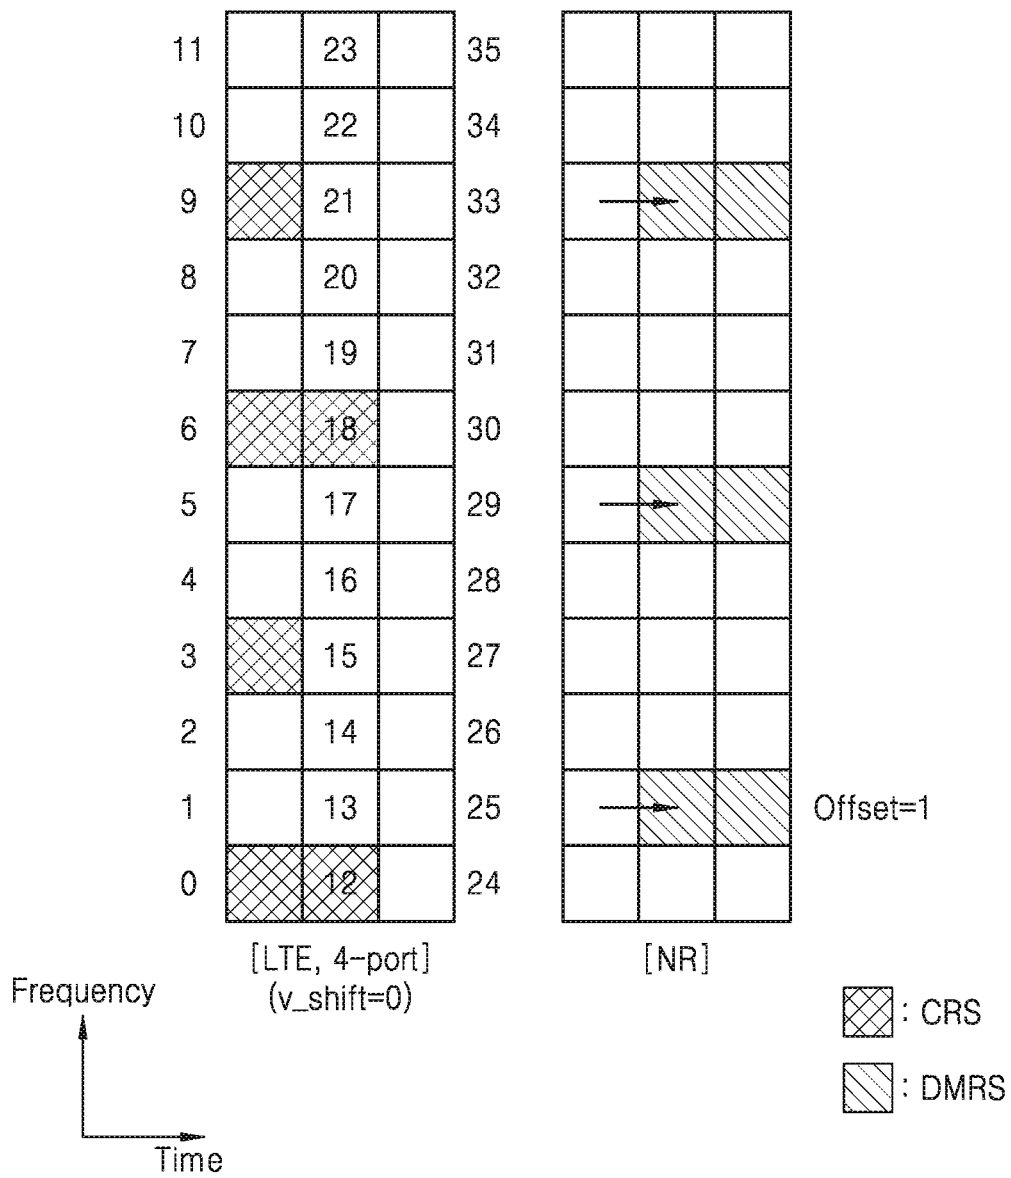 11 23 35
10 22 34
9 21 33
8 20 32
7 19 31
6 18 30
5 17 29
4 16 28
3 15 27
2 14 26
1 13 25 Offset=1
0 12 24
[LTE, 4-port] [NR]
(v_shift=0)
Frequency
Time
: CRS
: DMRS